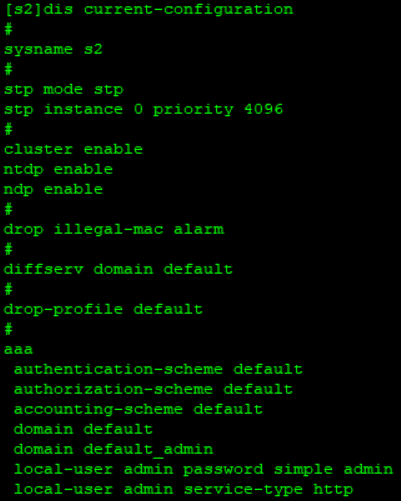 [s2]dis current-configuration
#
sysname s2
#
stp mode stp
stp instance 0 priority 4096
#
cluster enable
ntdp enable
ndp enable
#
drop illegal-mac alarm
#
diffserv domain default
#
drop-profile default
#
aaa
authentication-scheme default
authorization-scheme default
accounting-scheme default
domain default
domain default_admin
local-user admin password simple admin
local-user admin service-type http